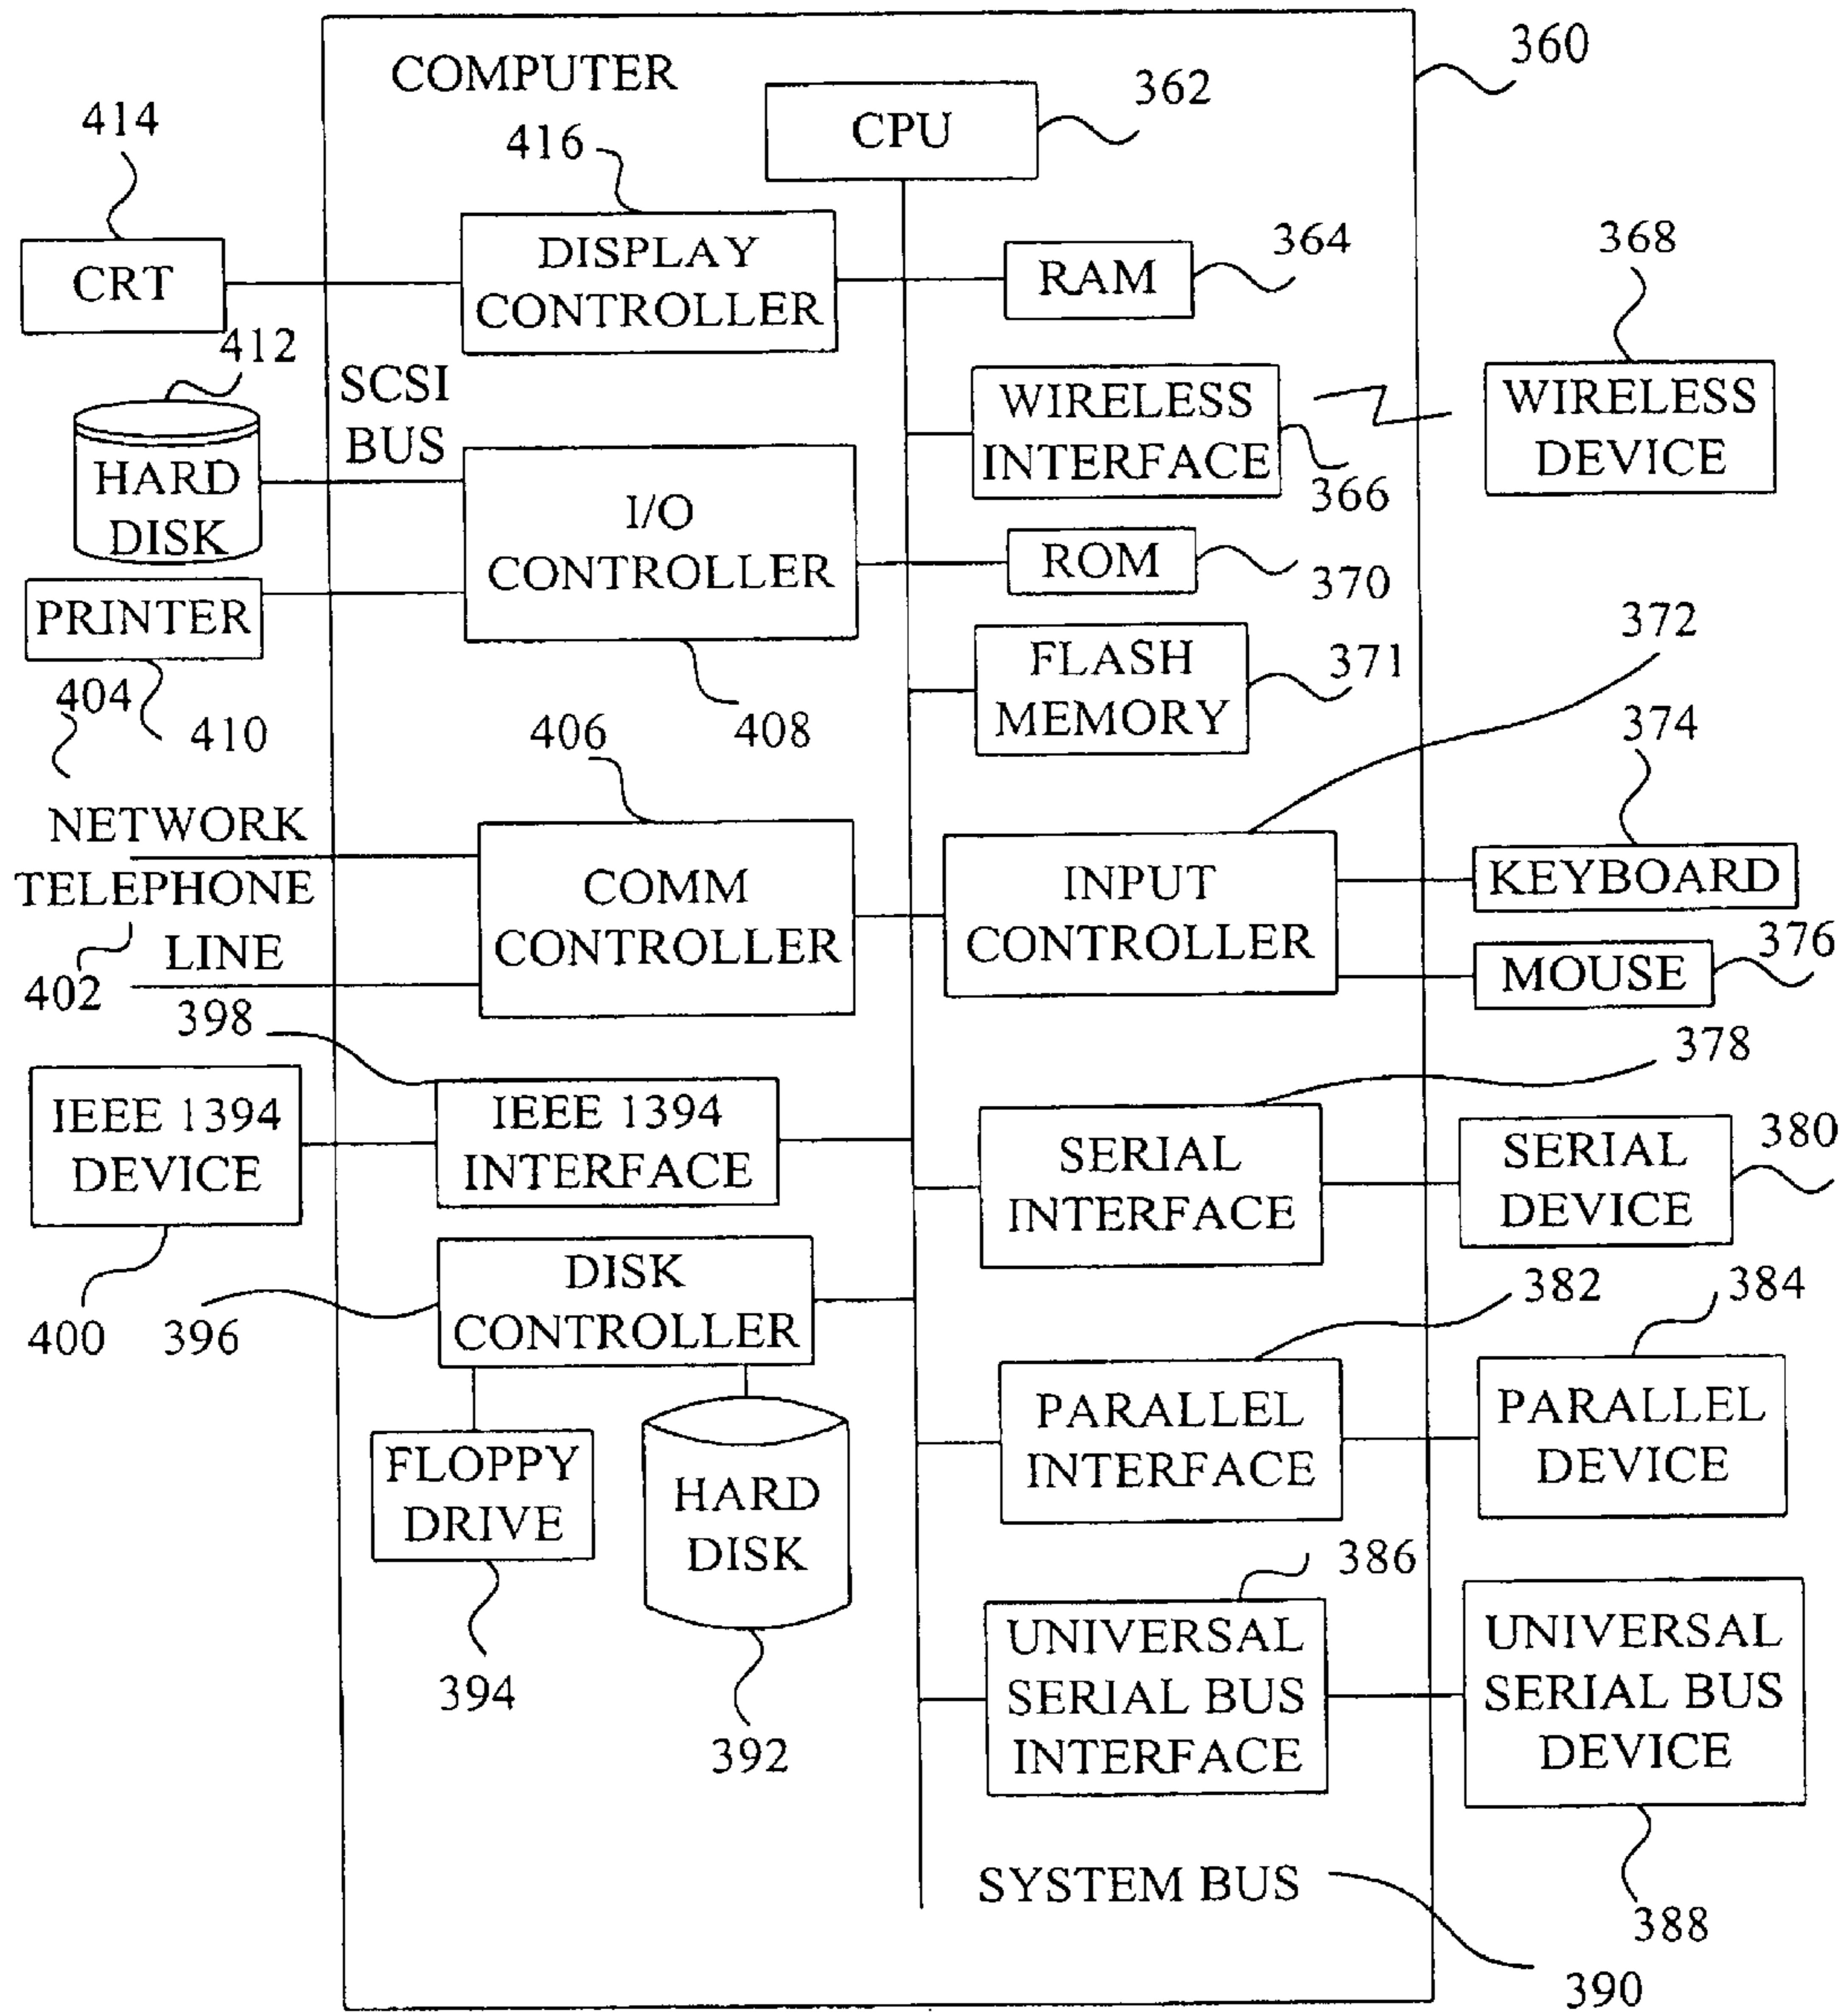 360
COMPUTER
362
CPU
414
416
CRT
DISPLAY
CONTROLLER
RAM
364
368
412
SCSI
BUS
HARD
DISK
WIRELESS
INTERFACE
366
WIRELESS
DEVICE
I/O
CONTROLLER
ROM
370
PRINTER
404
410
408
FLASH
MEMORY
371
372
374
406
NETWORK
TELEPHONE
LINE
402
COMM
CONTROLLER
INPUT
CONTROLLER
KEYBOARD
MOUSE
376
398
378
IEEE 1394
DEVICE
400
IEEE 1394
INTERFACE
SERIAL
INTERFACE
SERIAL
DEVICE
380
396
DISK
CONTROLLER
382
384
FLOPPY
DRIVE
394
HARD
DISK
392
PARALLEL
INTERFACE
PARALLEL
DEVICE
386
UNIVERSAL
SERIAL BUS
INTERFACE
UNIVERSAL
SERIAL BUS
DEVICE
388
SYSTEM BUS
390